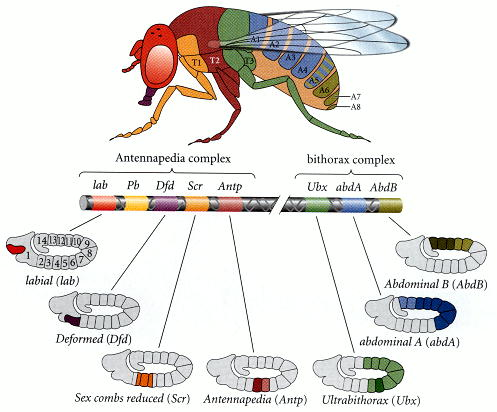 T1
T2
T3
A1
A2
A3
A4
A5
A6
A7
A8
Antennapedia complex
bithorax complex
lab Pb Dfd Scr Antp
Ubx abdA AbdB
14 13 12 11 10 9
8
1 2 3 4 5 6 7
labial (lab)
Abdominal B (AbdB)
Deformed (Dfd)
abdominal A (abdA)
Sex combs reduced (Scr)
Antennapedia (Antp)
Ultrabithorax (Ubx)